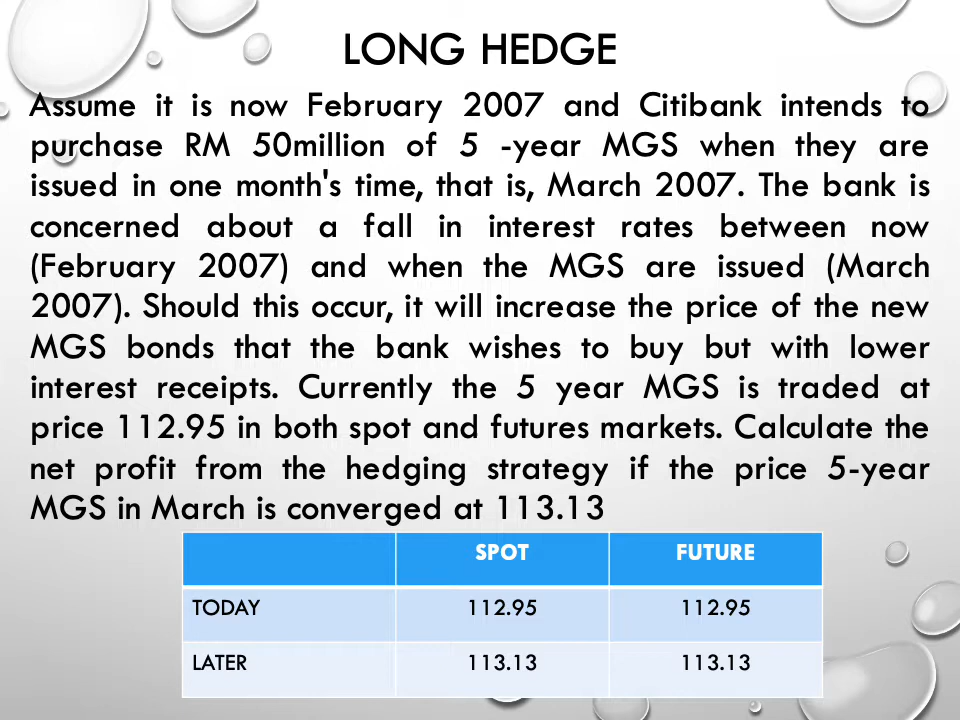 LONG HEDGE
Assume it is now February 2007 and Citibank intends to
purchase RM 50million of 5 -year MGS when they are
issued in one month's time, that is, March 2007. The bank is
concerned about a fall in interest rates between now
(February 2007) and when the MGS are issued (March
2007). Should this occur, it will increase the price of the new
MGS bonds that the bank wishes to buy but with lower
interest receipts. Currently the 5 year MGS is traded at
price 112.95 in both spot and futures markets. Calculate the
net profit from the hedging strategy if the price 5-year
MGS in March is converged at 113.13
SPOT FUTURE
TODAY 112.95 112.95
LATER 113.13 113.13